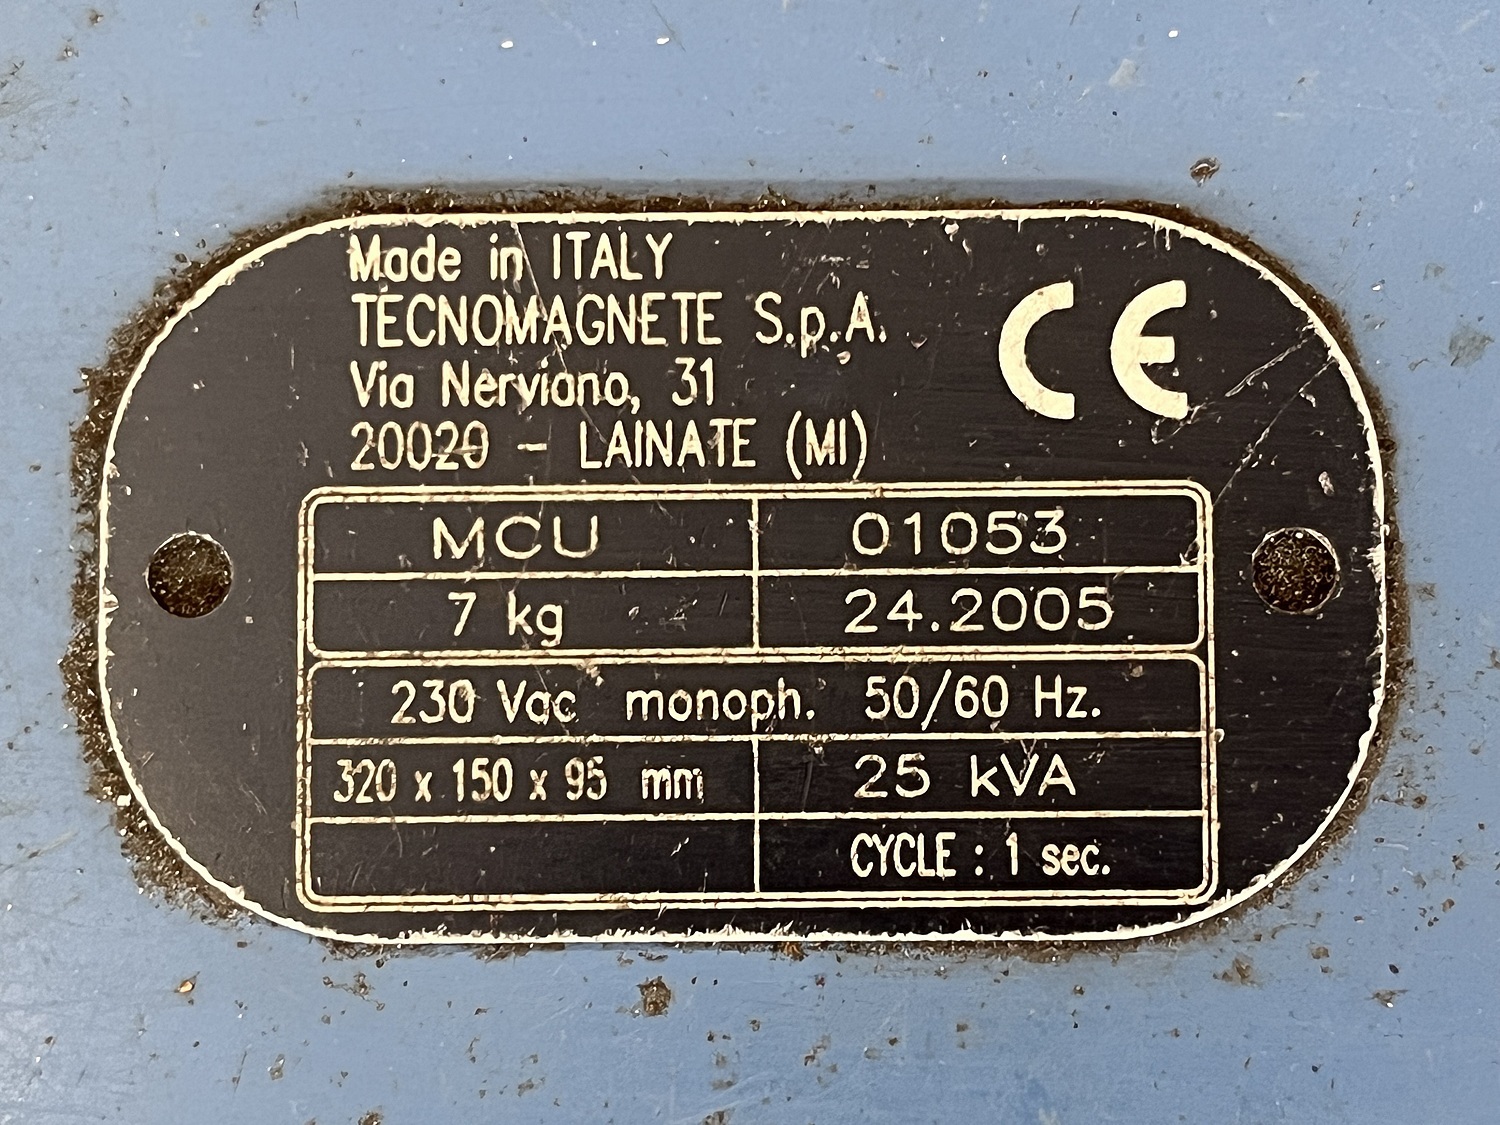 Made in ITALY
TECNOMAGNETE S.p.A.
Via Nerviano, 31
20020 - LAINATE (MI)
CE
MCU 01053
7 kg 24.2005
230 Vac monoph. 50/60 Hz.
320 x 150 x 95 mm 25 kVA
CYCLE : 1 sec.